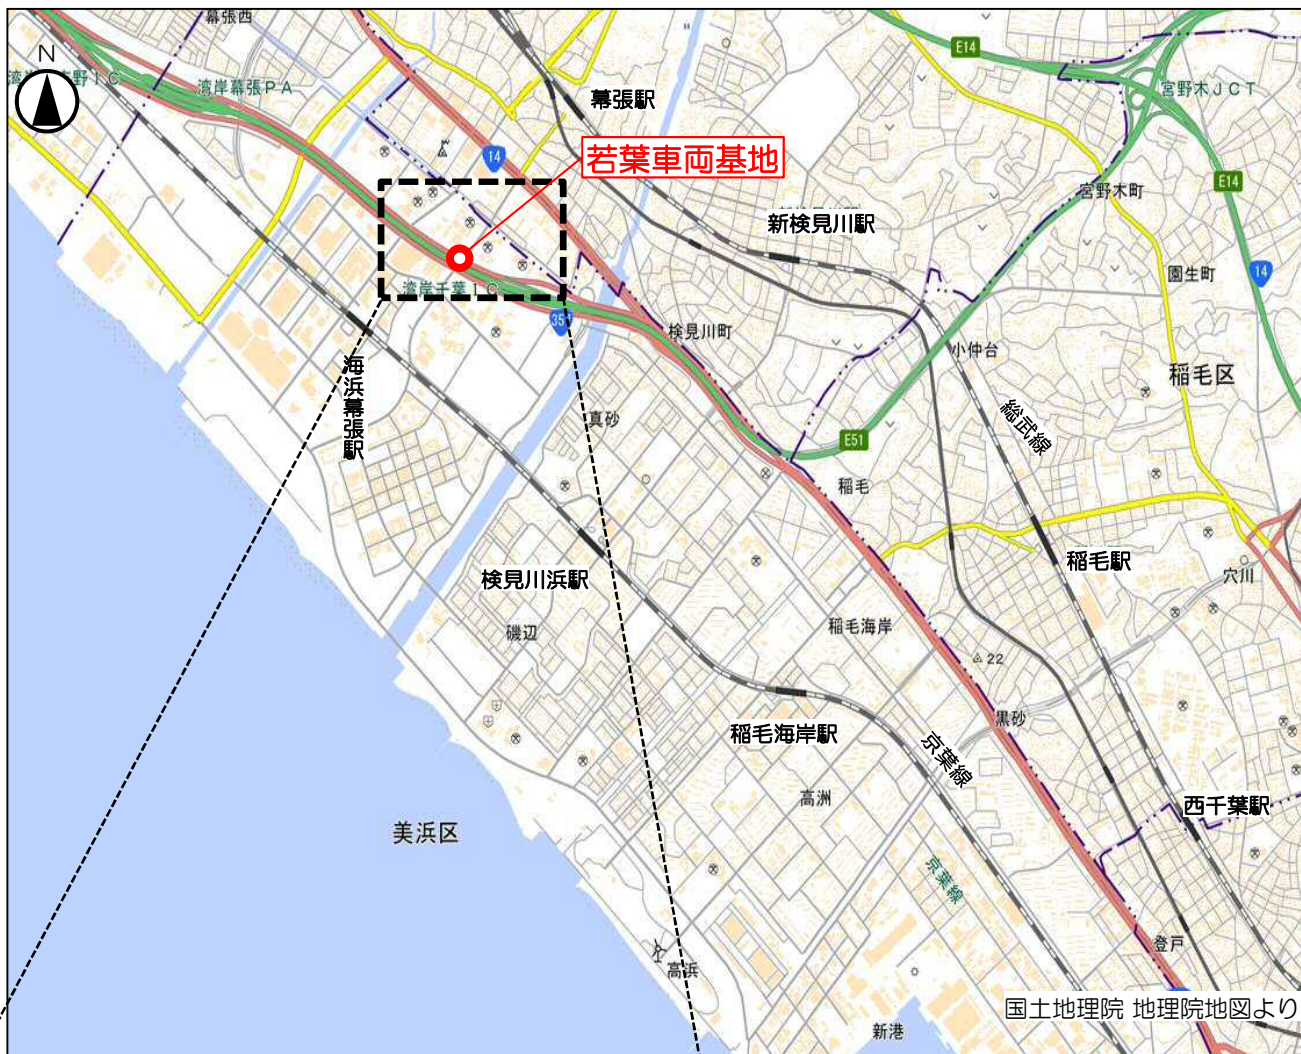 幕張西
N
E14
湾岸幕張PA
宮野木JCT
幕張駅
14
若葉車両基地
E14
宮野木町
新検見川駅
園生町
14
湾岸千葉IC
357
検見川町
小仲台
稲毛区
海浜幕張駅
真砂
総武線
E51
稲毛
稲毛駅
穴川
検見川浜駅
磯辺
稲毛海岸
22
黒砂
稲毛海岸駅
京葉線
高洲
西千葉駅
美浜区
京葉線
登戸
高浜
国土地理院 地理院地図より
新港